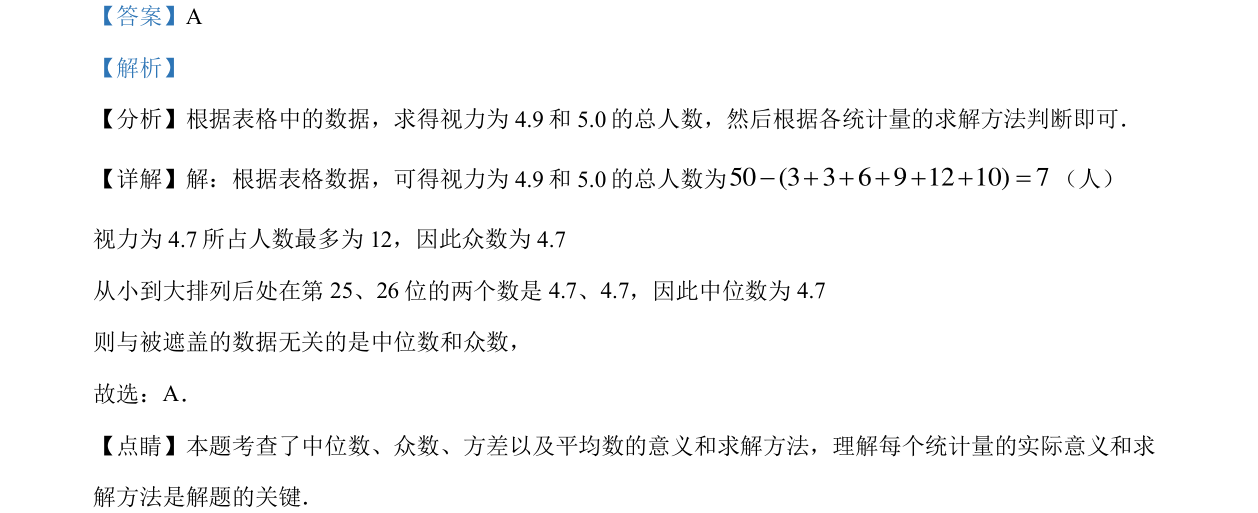 【答案】A
【解析】
【分析】根据表格中的数据，求得视力为 4.9 和 5.0 的总人数，然后根据各统计量的求解方法判断即可．
【详解】解：根据表格数据，可得视力为 4.9 和 5.0 的总人数为50−(3+3+6+9+12+10)=7（人）
视力为 4.7 所占人数最多为 12，因此众数为 4.7
从小到大排列后处在第 25、26 位的两个数是 4.7、4.7，因此中位数为 4.7
则与被遮盖的数据无关的是中位数和众数，
故选：A．
【点睛】本题考查了中位数、众数、方差以及平均数的意义和求解方法，理解每个统计量的实际意义和求
解方法是解题的关键．